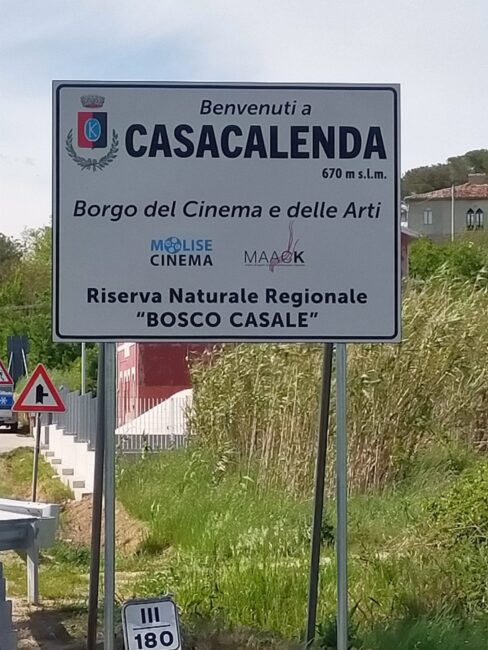 Benvenuti a
CASACALENDA
670 m s.l.m.
Borgo del Cinema e delle Arti
MOLISE
CINEMA
MAACK
Riserva Naturale Regionale
"BOSCO CASALE"
III
180